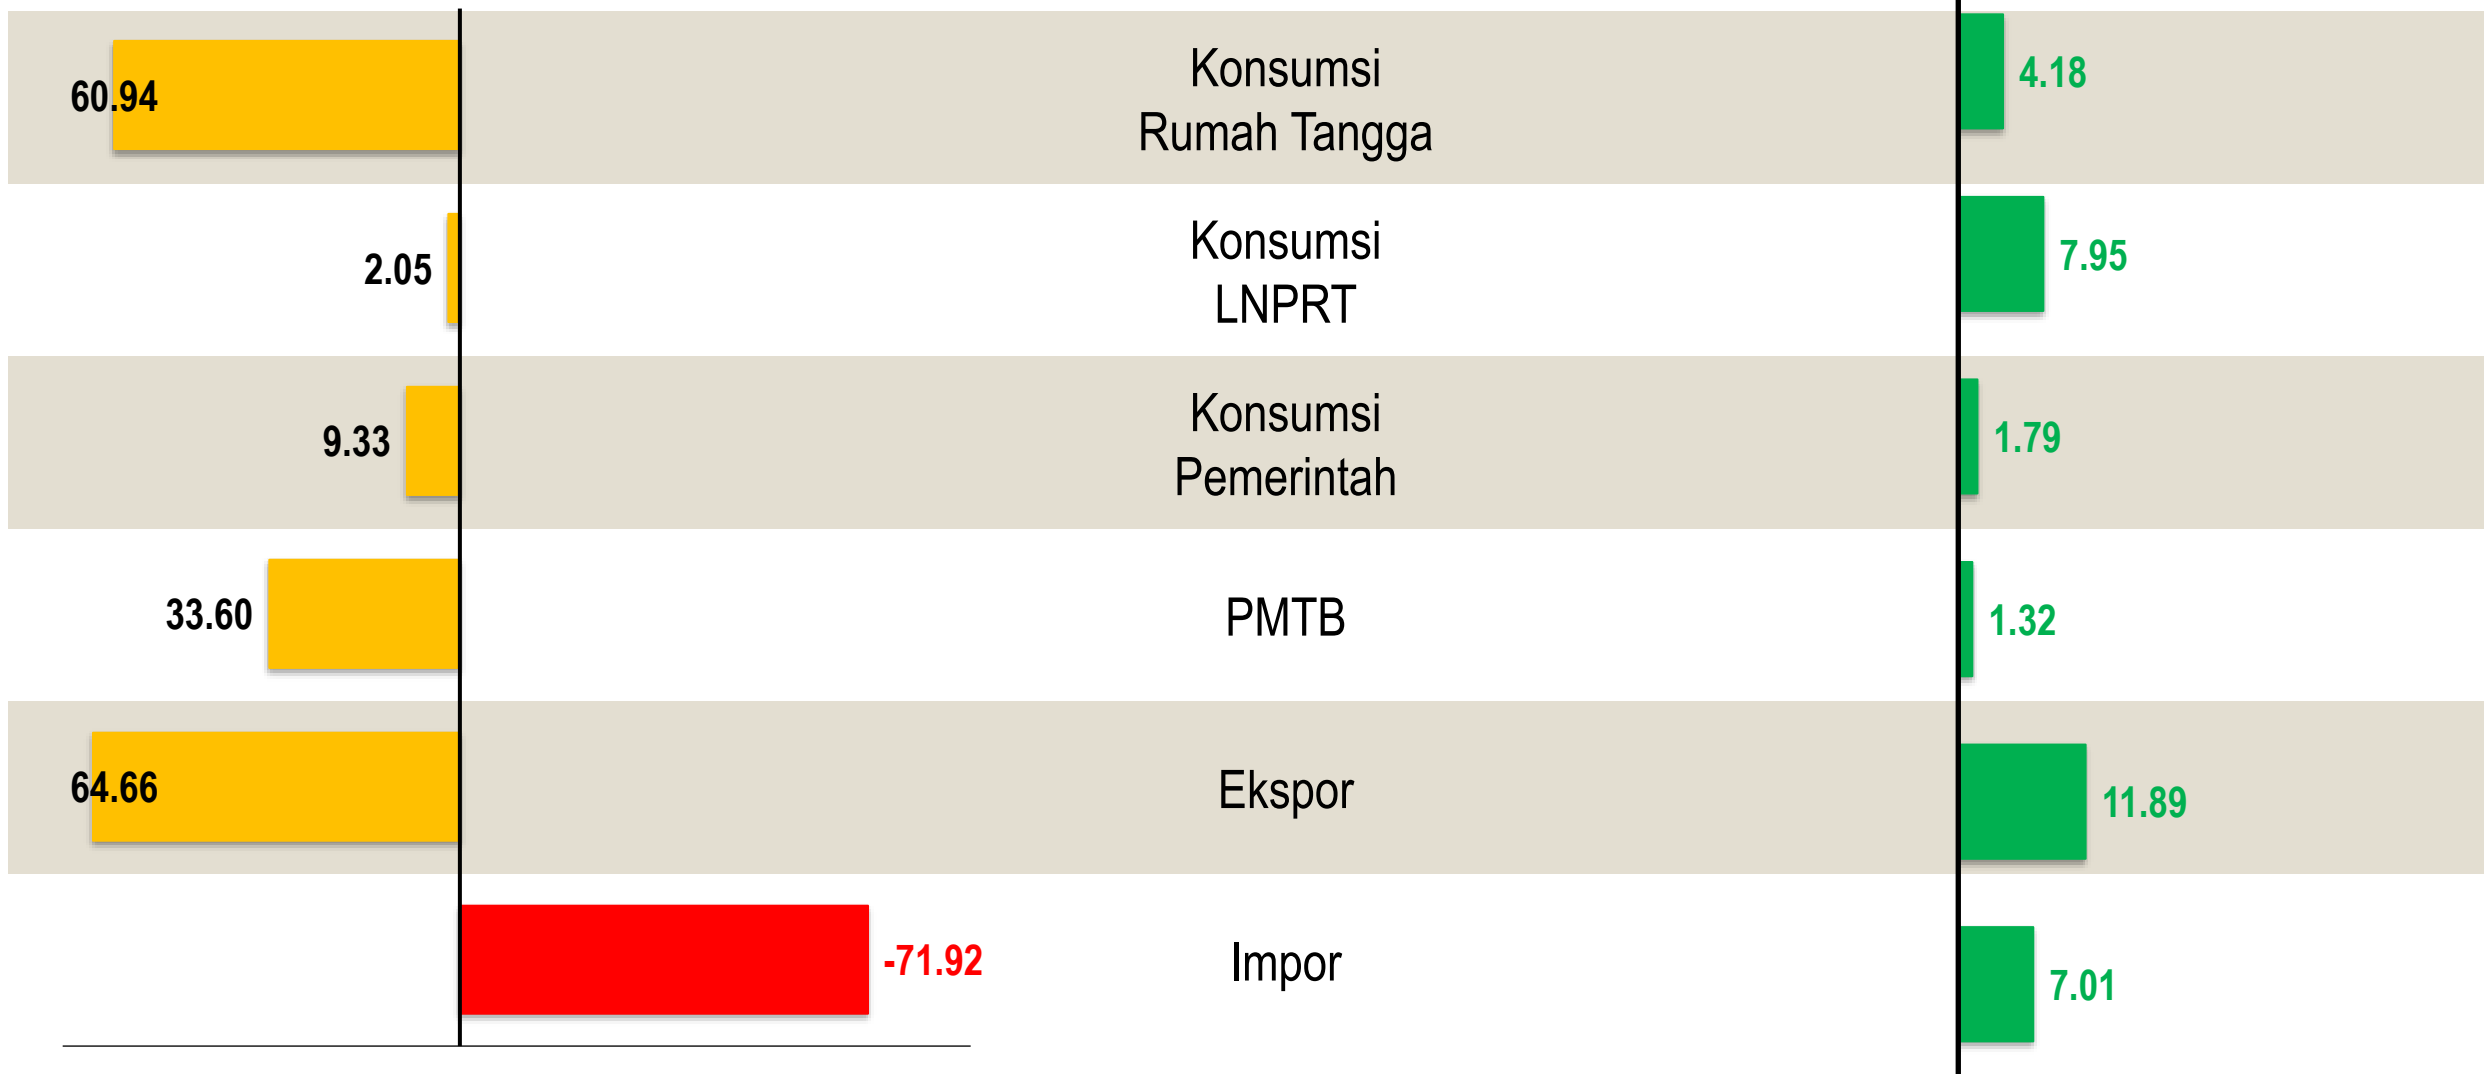 60.94
Konsumsi
Rumah Tangga
4.18
2.05
Konsumsi
LNPRT
7.95
9.33
Konsumsi
Pemerintah
1.79
33.60
PMTB
1.32
64.66
Ekspor
11.89
-71.92
Impor
7.01